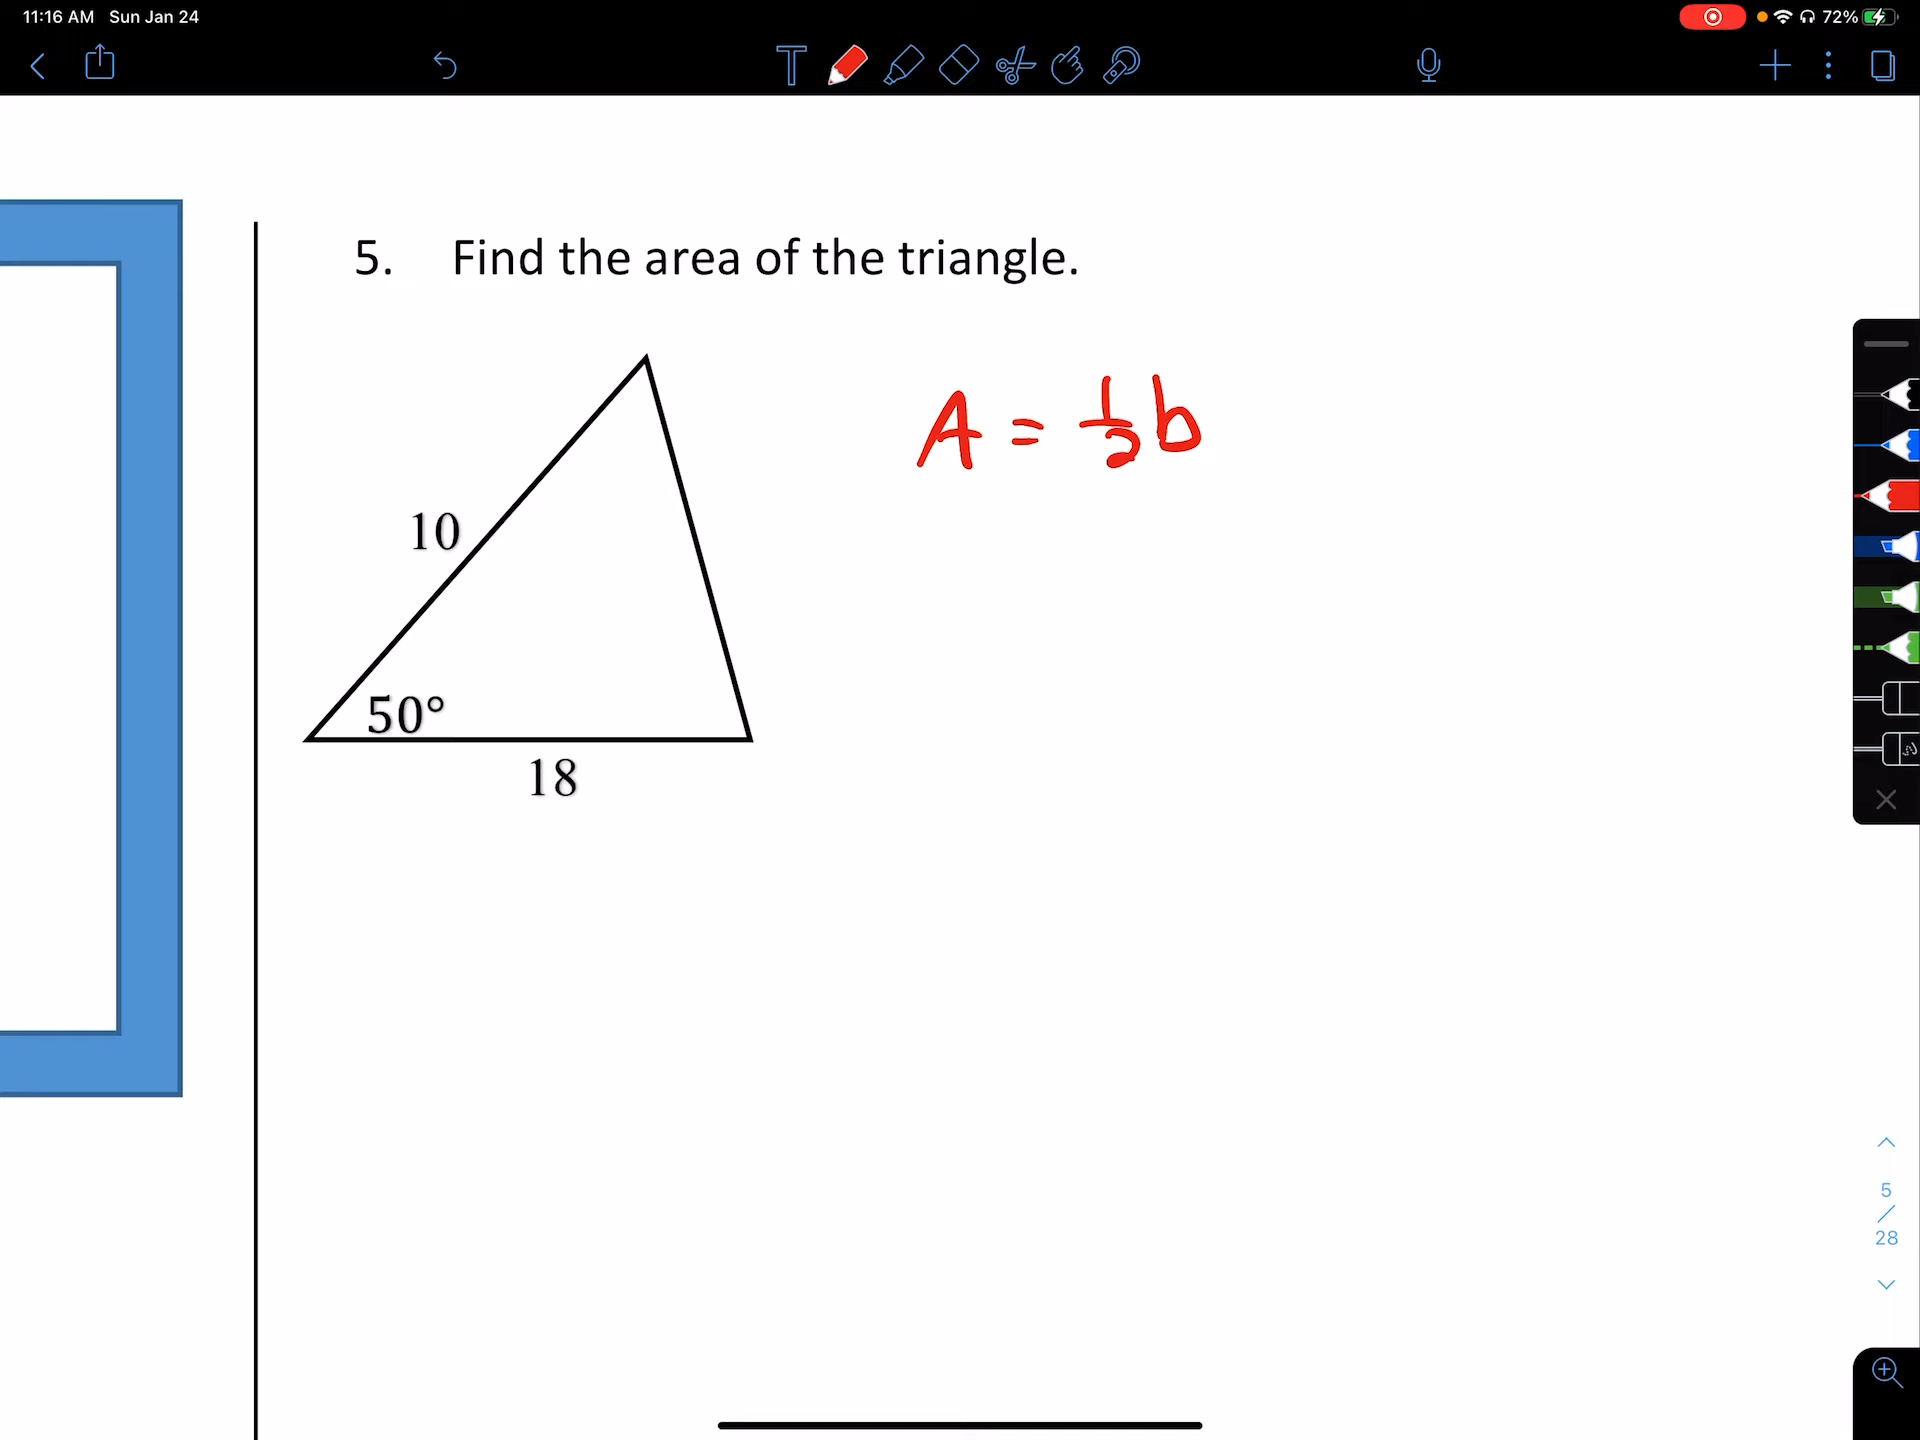 11:16 AM Sun Jan 24
72%
T
5. Find the area of the triangle.
A = 1/2 b
10
50°
18
5
/
28